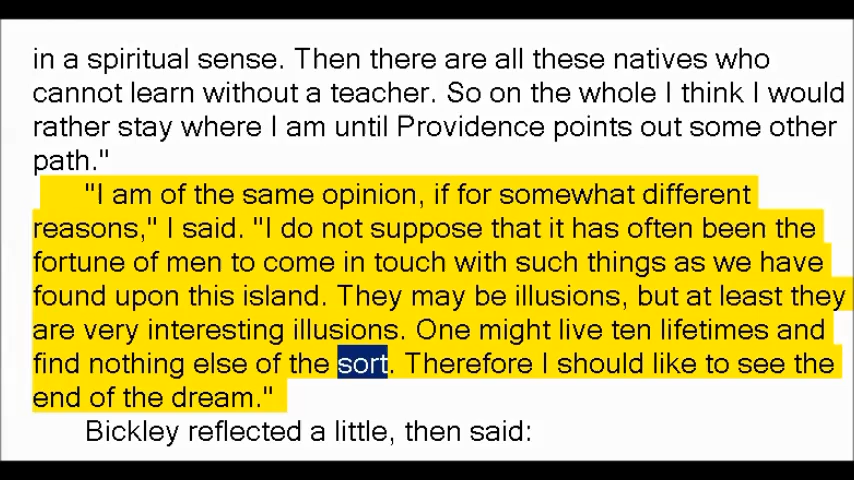 in a spiritual sense. Then there are all these natives who
cannot learn without a teacher. So on the whole I think I would
rather stay where I am until Providence points out some other
path."
"I am of the same opinion, if for somewhat different
reasons," I said. "I do not suppose that it has often been the
fortune of men to come in touch with such things as we have
found upon this island. They may be illusions, but at least they
are very interesting illusions. One might live ten lifetimes and
find nothing else of the sort. Therefore I should like to see the
end of the dream."
Bickley reflected a little, then said: